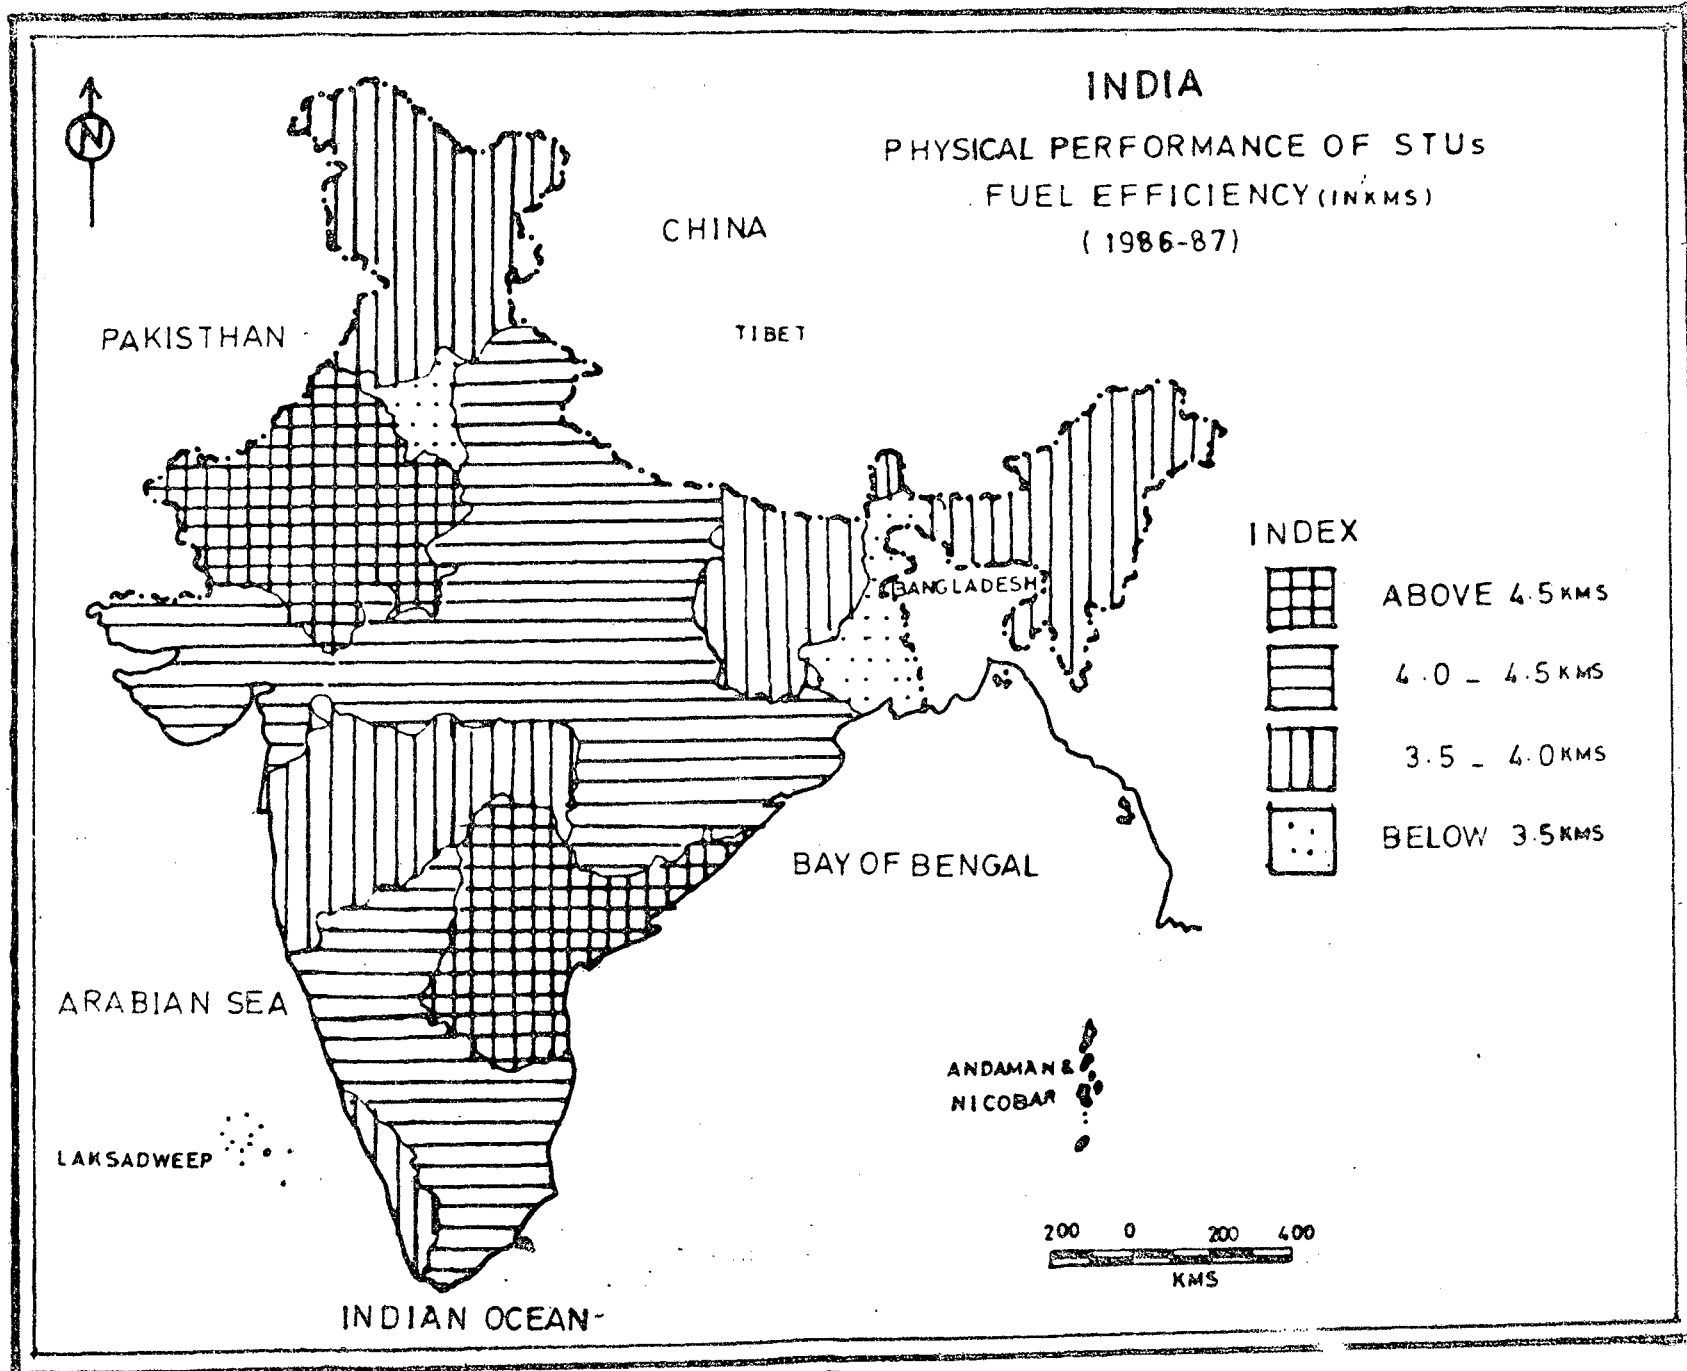 INDIA
PHYSICAL PERFORMANCE OF STUs
FUEL EFFICIENCY (IN KMS)
( 1986-87)
N
CHINA
PAKISTHAN
TIBET
BANGLADESH
INDEX
ABOVE 4.5 KMS
4.0 - 4.5 KMS
3.5 - 4.0 KMS
BELOW 3.5 KMS
BAY OF BENGAL
ARABIAN SEA
ANDAMAN &
NICOBAR
LAKSADWEEP
200 0 200 400
KMS
INDIAN OCEAN